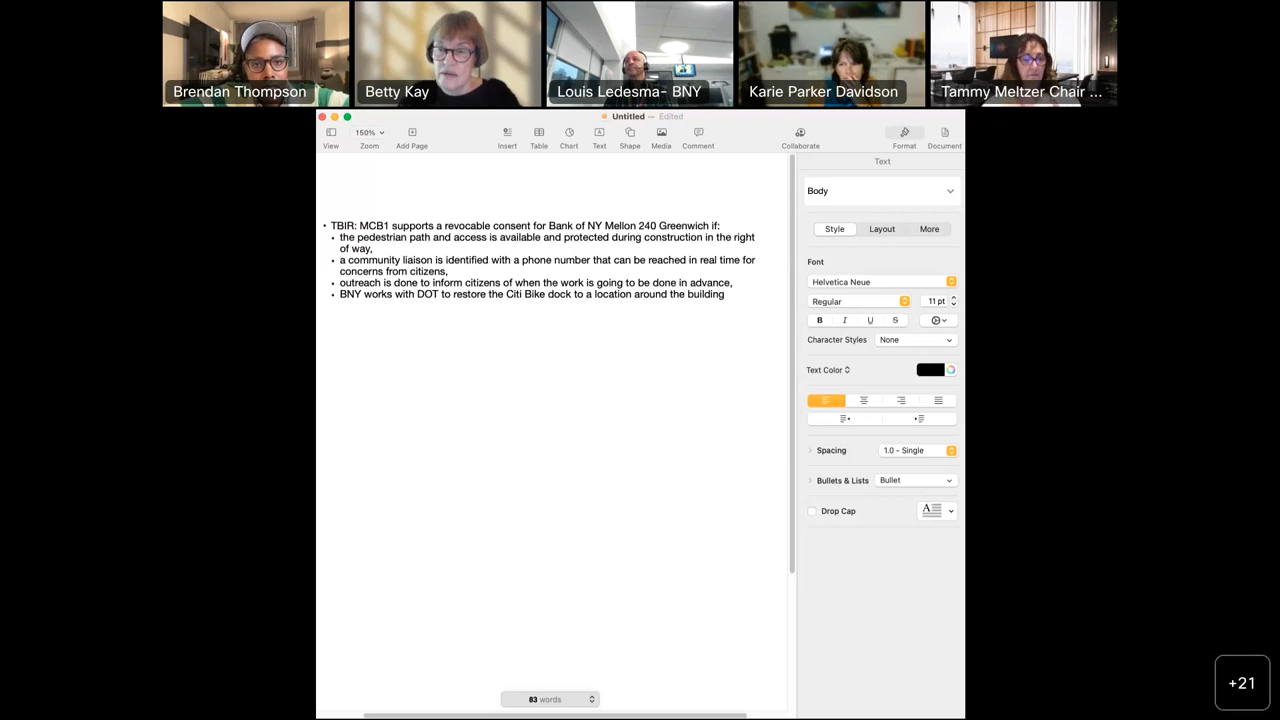 Brendan Thompson
Betty Kay
Louis Ledesma- BNY
Karie Parker Davidson
Tammy Meltzer Chair ...
Untitled — Edited
150%
View
Zoom
Add Page
Insert
Table
Chart
Text
Shape
Media
Comment
Collaborate
Format
Document
• TBIR: MCB1 supports a revocable consent for Bank of NY Mellon 240 Greenwich if:
• the pedestrian path and access is available and protected during construction in the right
of way,
• a community liaison is identified with a phone number that can be reached in real time for
concerns from citizens,
• outreach is done to inform citizens of when the work is going to be done in advance,
• BNY works with DOT to restore the Citi Bike dock to a location around the building
83 words
Text
Body
Style
Layout
More
Font
Helvetica Neue
Regular
11 pt
B I U S
Character Styles
None
Text Color
Spacing
1.0 - Single
Bullets & Lists
Bullet
Drop Cap
A
+21